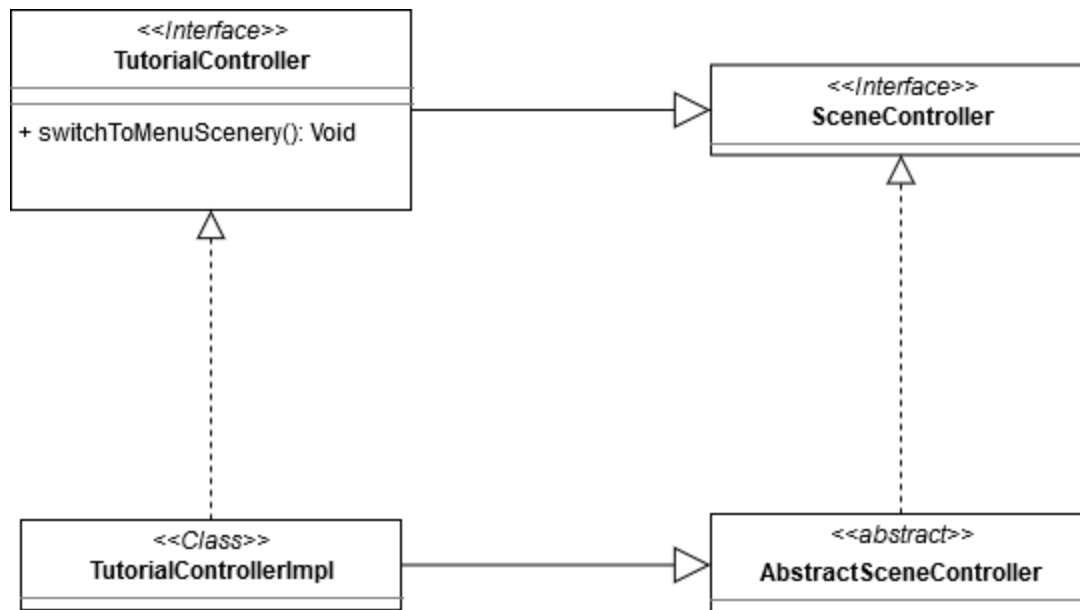 <<Interface>>
TutorialController
+ switchToMenuScenery(): Void
<<Interface>>
SceneController
<<Class>>
TutorialControllerImpl
<<abstract>>
AbstractSceneController